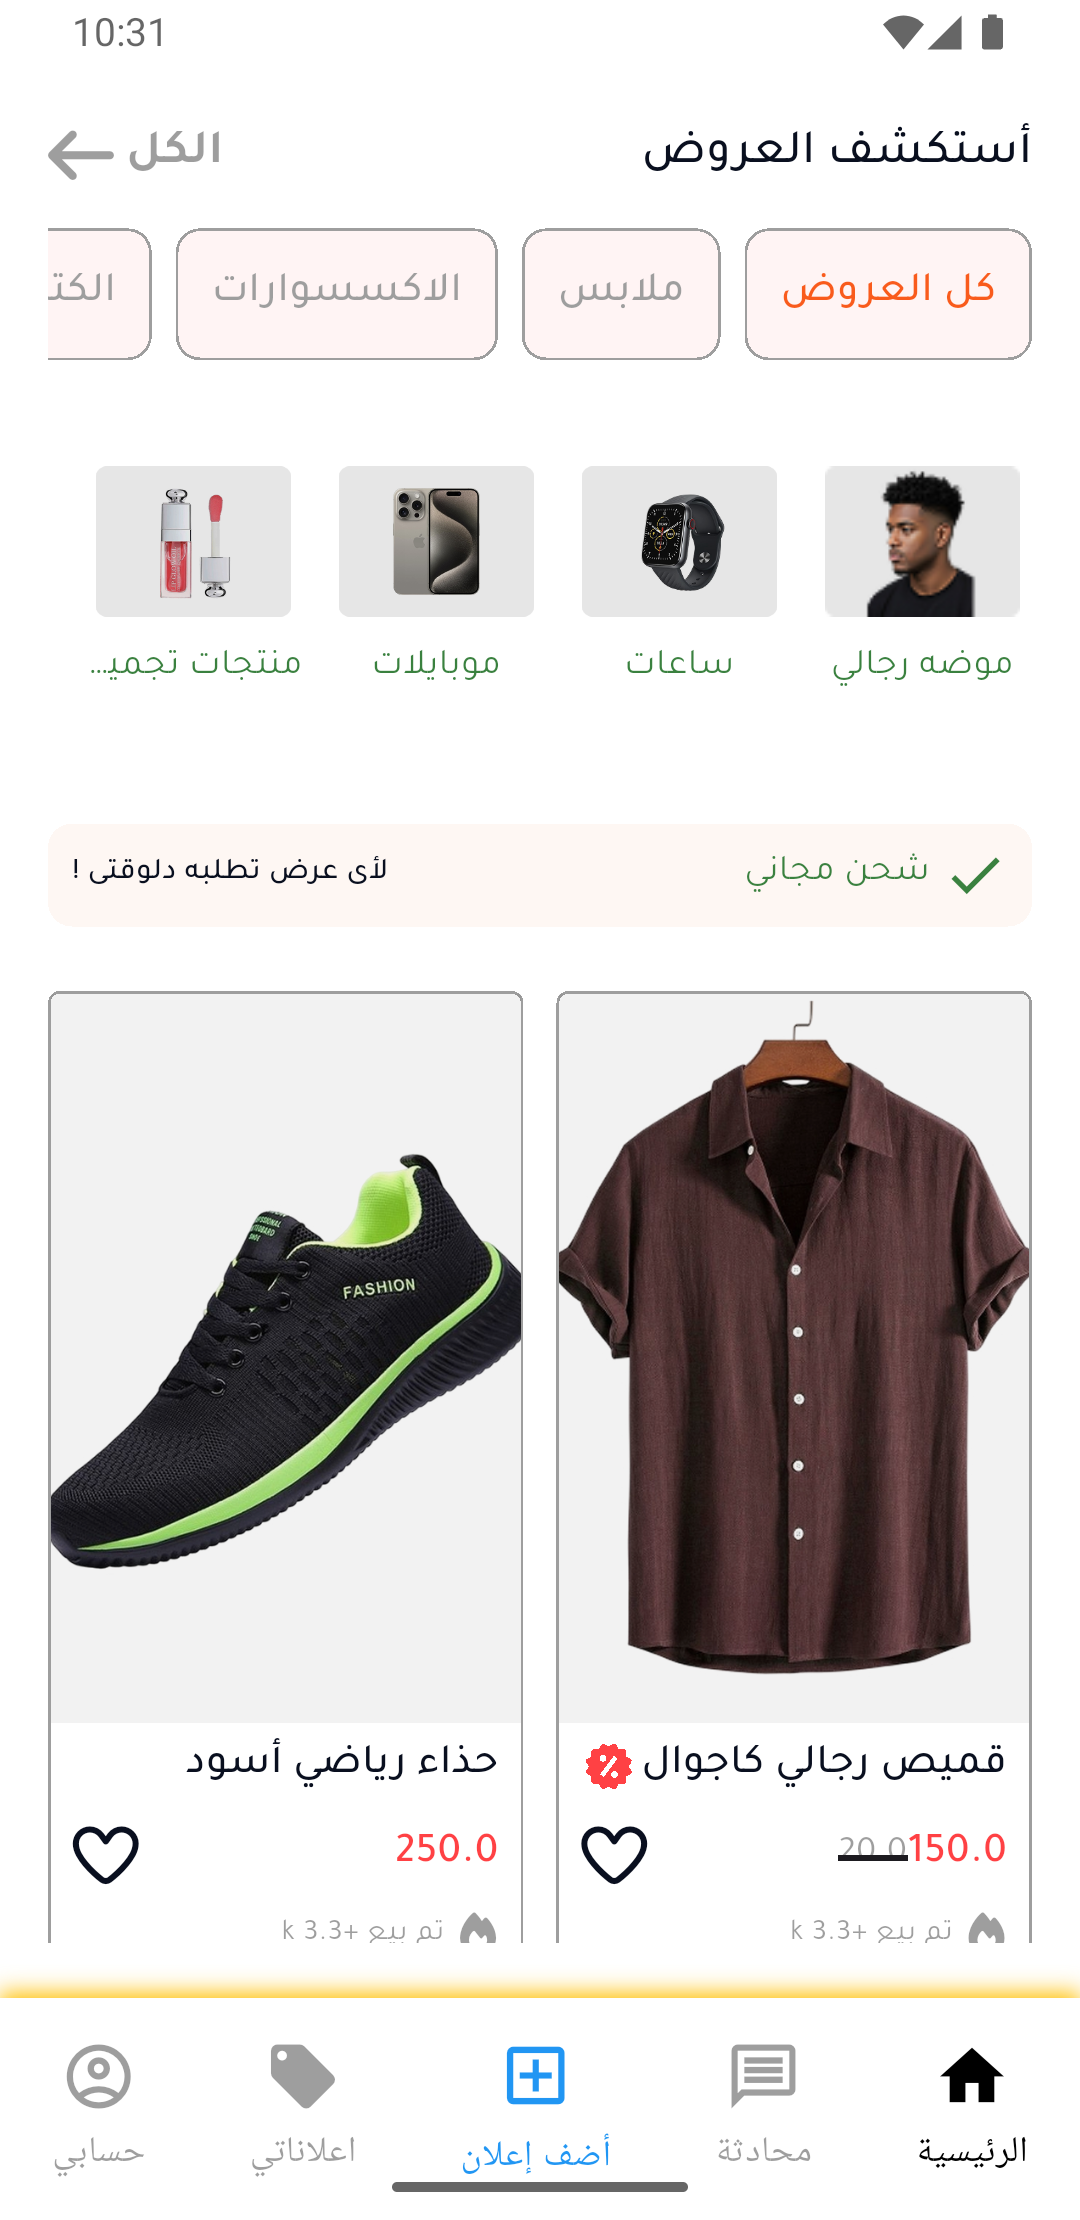 10:31
أستكشف العروض
الكل
كل العروض
ملابس
الاكسسوارات
الكت
موضه رجالي
ساعات
موبايلات
منتجات تجميـ...
شحن مجاني
لأى عرض تطلبه دلوقتى !
FASHION
قميص رجالي كاجوال
150.0 20.0
تم بيع +3.3 k
حذاء رياضي أسود
250.0
تم بيع +3.3 k
الرئيسية
محادثة
أضف إعلان
اعلاناتي
حسابي